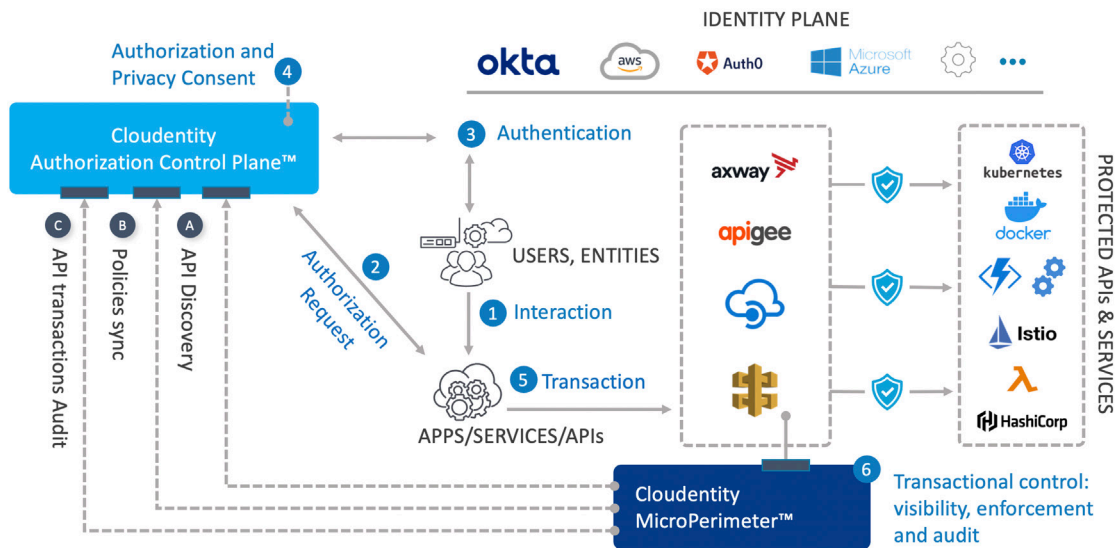 IDENTITY PLANE
okta
aws
Auth0
Microsoft
Azure
Authorization and
Privacy Consent
4
Cloudentity
Authorization Control Plane™
3
Authentication
C
API transactions Audit
B
Policies sync
A
API Discovery
2
Authorization
Request
USERS, ENTITIES
1
Interaction
5
Transaction
APPS/SERVICES/APIs
axway
apigee
kubernetes
docker
Istio
HashiCorp
PROTECTED APIs & SERVICES
Cloudentity
MicroPerimeter™
6
Transactional control:
visibility, enforcement
and audit